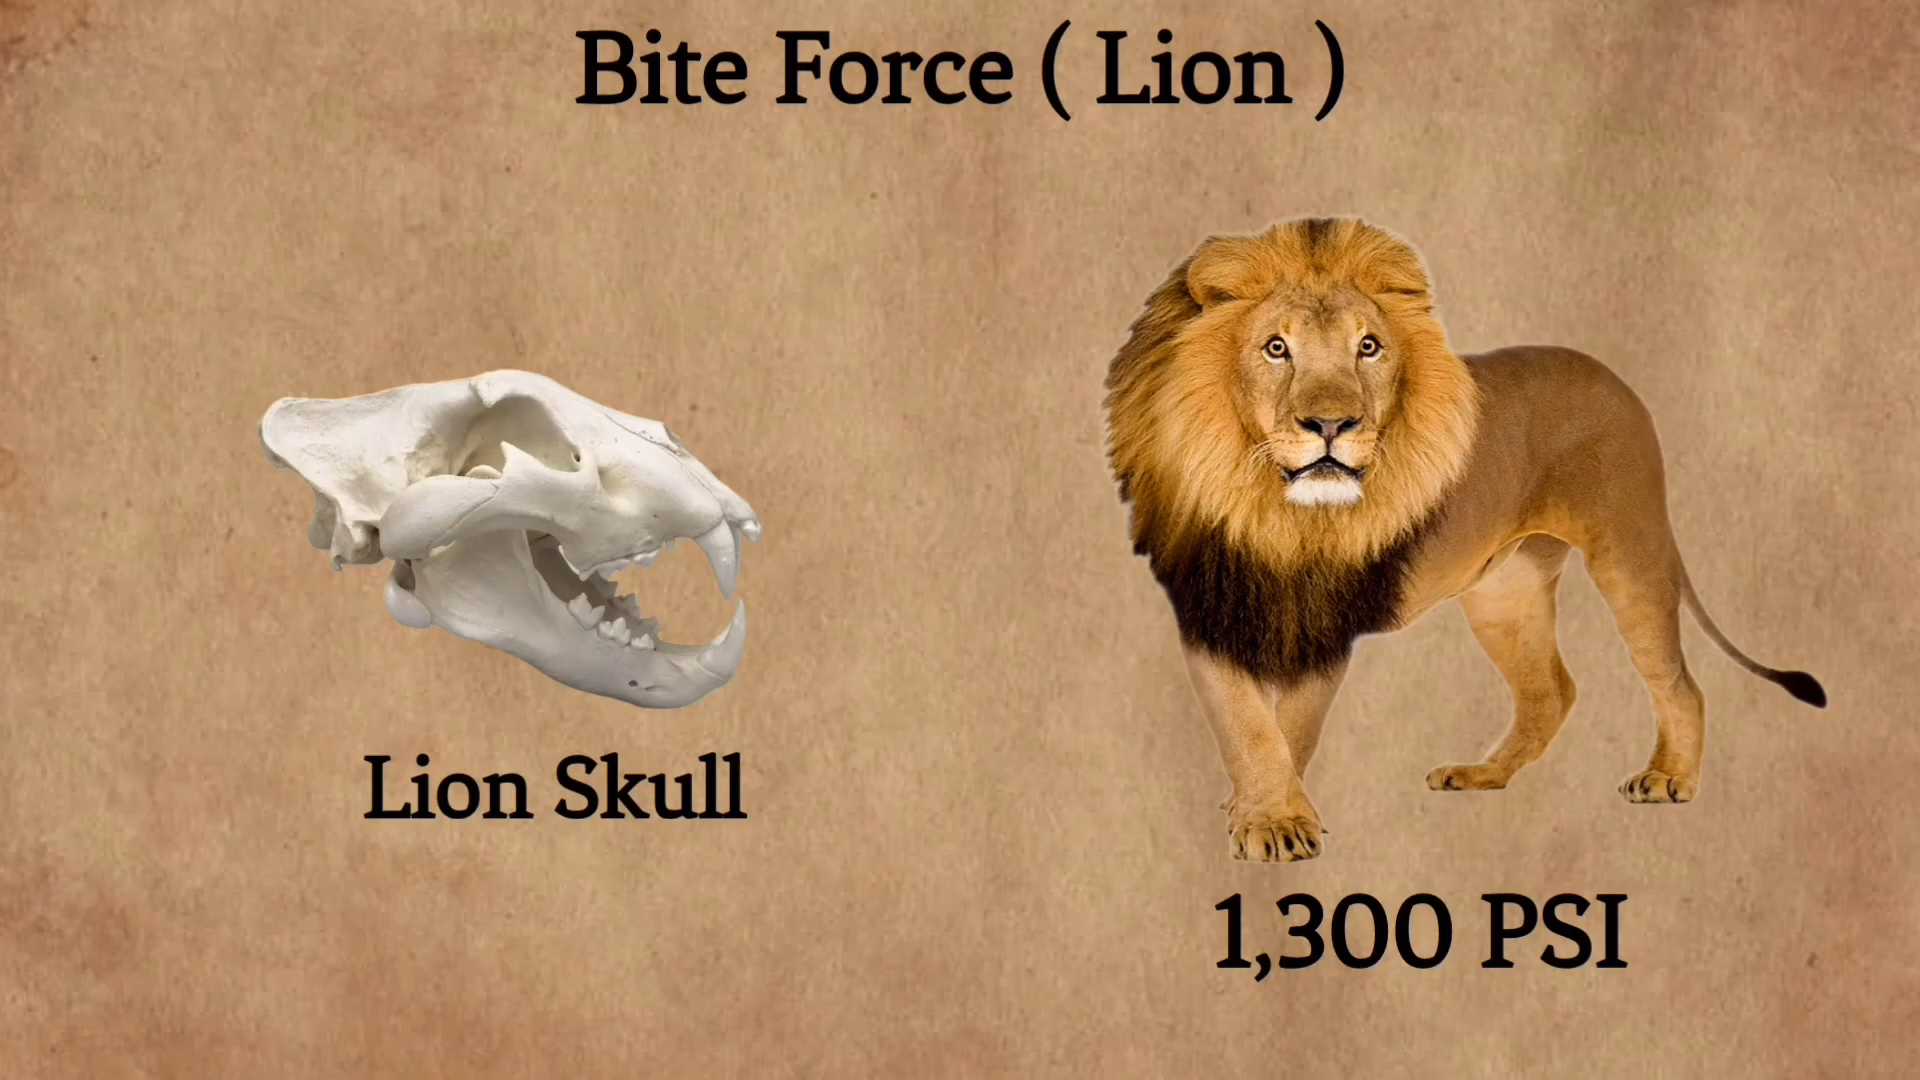 Bite Force ( Lion )
Lion Skull
1,300 PSI